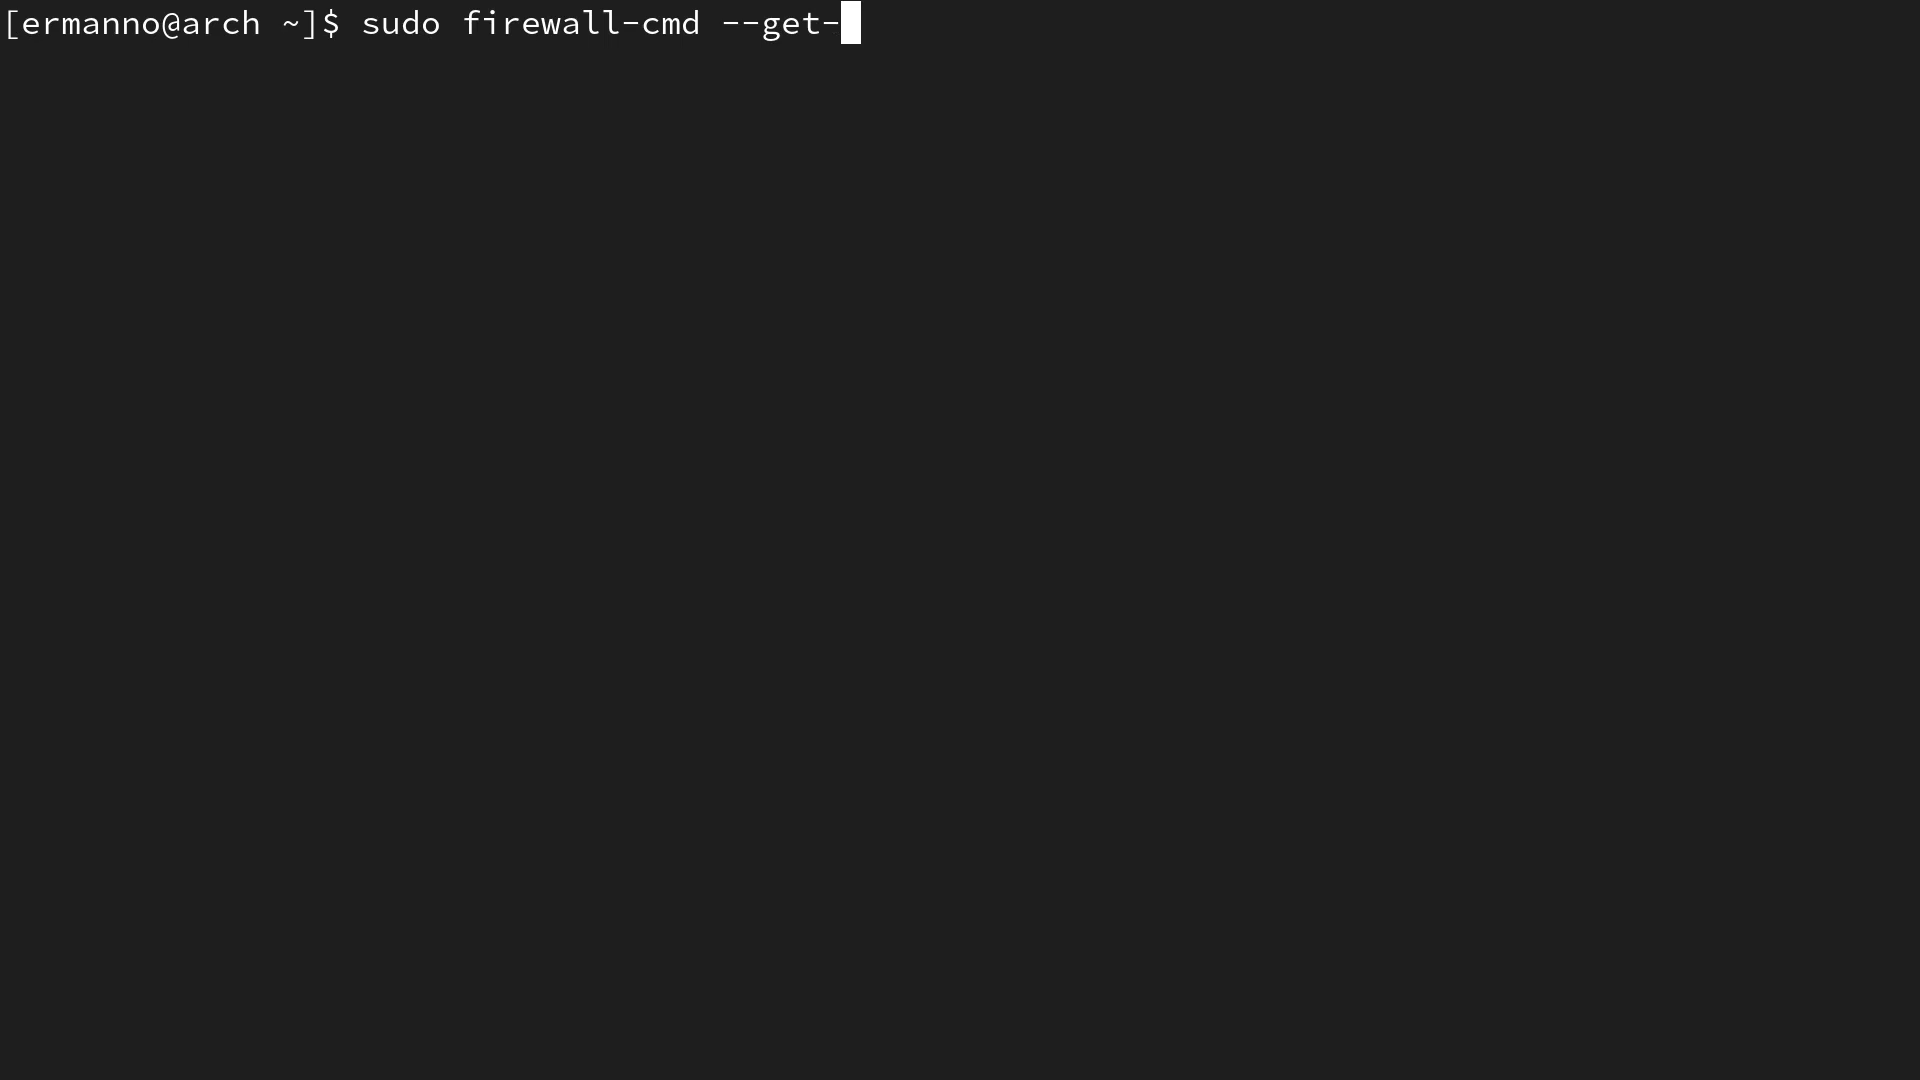 [ermanno@arch ~]$ sudo firewall-cmd --get-